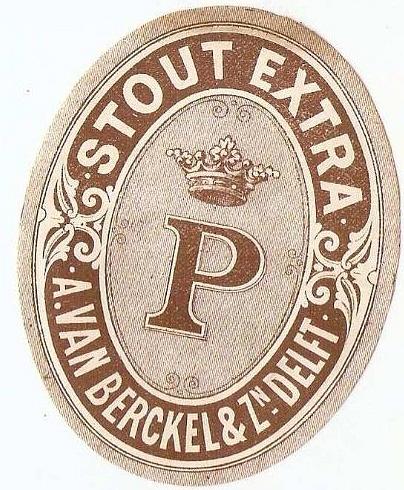 ·STOUT EXTRA·
P
A. VAN BERCKEL & ZN. DELFT